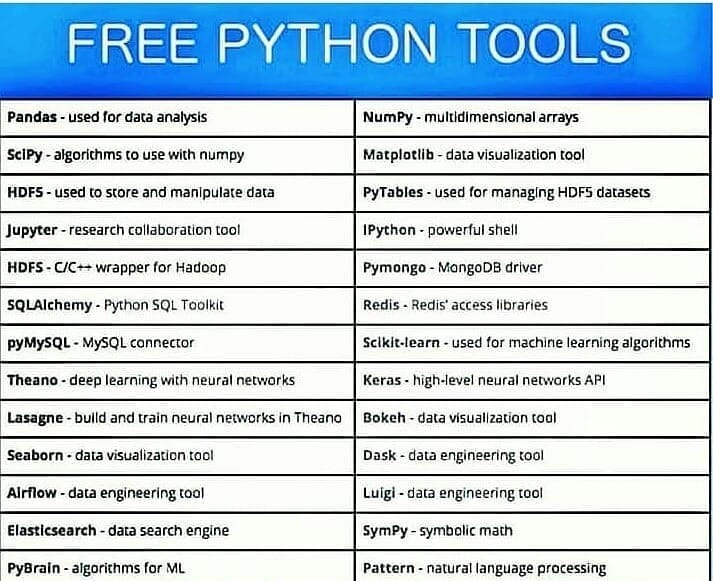 FREE PYTHON TOOLS
Pandas - used for data analysis
NumPy - multidimensional arrays
SciPy - algorithms to use with numpy
Matplotlib - data visualization tool
HDF5 - used to store and manipulate data
PyTables - used for managing HDF5 datasets
Jupyter - research collaboration tool
IPython - powerful shell
HDFS - C/C++ wrapper for Hadoop
Pymongo - MongoDB driver
SQLAlchemy - Python SQL Toolkit
Redis - Redis' access libraries
pyMySQL - MySQL connector
Scikit-learn - used for machine learning algorithms
Theano - deep learning with neural networks
Keras - high-level neural networks API
Lasagne - build and train neural networks in Theano
Bokeh - data visualization tool
Seaborn - data visualization tool
Dask - data engineering tool
Airflow - data engineering tool
Luigi - data engineering tool
Elasticsearch - data search engine
SymPy - symbolic math
PyBrain - algorithms for ML
Pattern - natural language processing